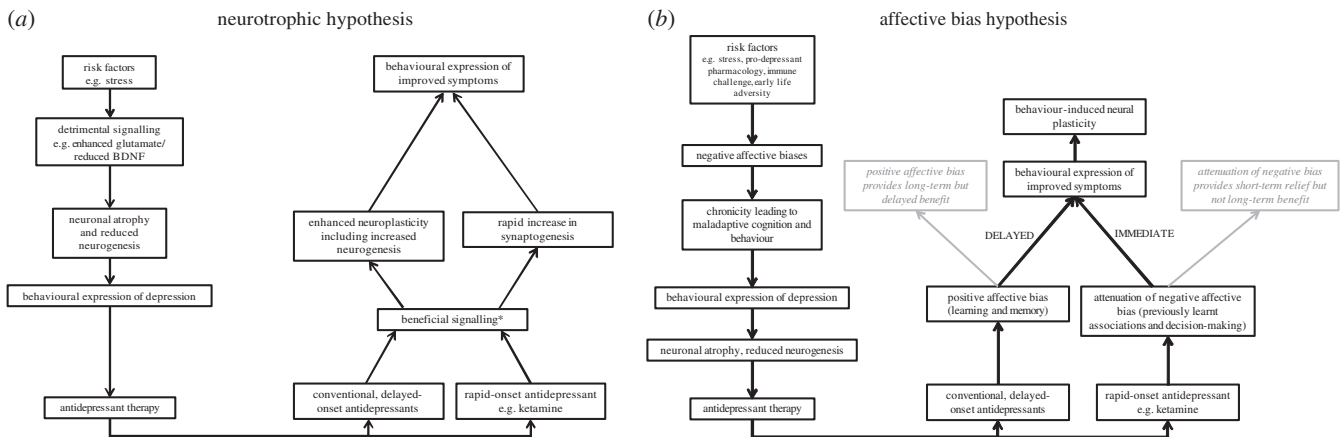 (a) neurotrophic hypothesis
risk factors
e.g. stress
detrimental signalling
e.g. enhanced glutamate/
reduced BDNF
neuronal atrophy
and reduced
neurogenesis
behavioural expression of depression
antidepressant therapy
behavioural expression of
improved symptoms
enhanced neuroplasticity
including increased
neurogenesis
rapid increase in
synaptogenesis
beneficial signalling*
conventional, delayed-
onset antidepressants
rapid-onset antidepressant
e.g. ketamine
(b) affective bias hypothesis
risk factors
e.g. stress, pro-depressant
pharmacology, immune
challenge, early life
adversity
negative affective biases
chronicity leading to
maladaptive cognition and
behaviour
behavioural expression of depression
neuronal atrophy, reduced neurogenesis
antidepressant therapy
behaviour-induced neural
plasticity
positive affective bias
provides long-term but
delayed benefit
behavioural expression of
improved symptoms
attenuation of negative bias
provides short-term relief but
not long-term benefit
DELAYED
IMMEDIATE
positive affective bias
(learning and memory)
attenuation of negative affective
bias (previously learnt
associations and decision-making)
conventional, delayed-
onset antidepressants
rapid-onset antidepressant
e.g. ketamine